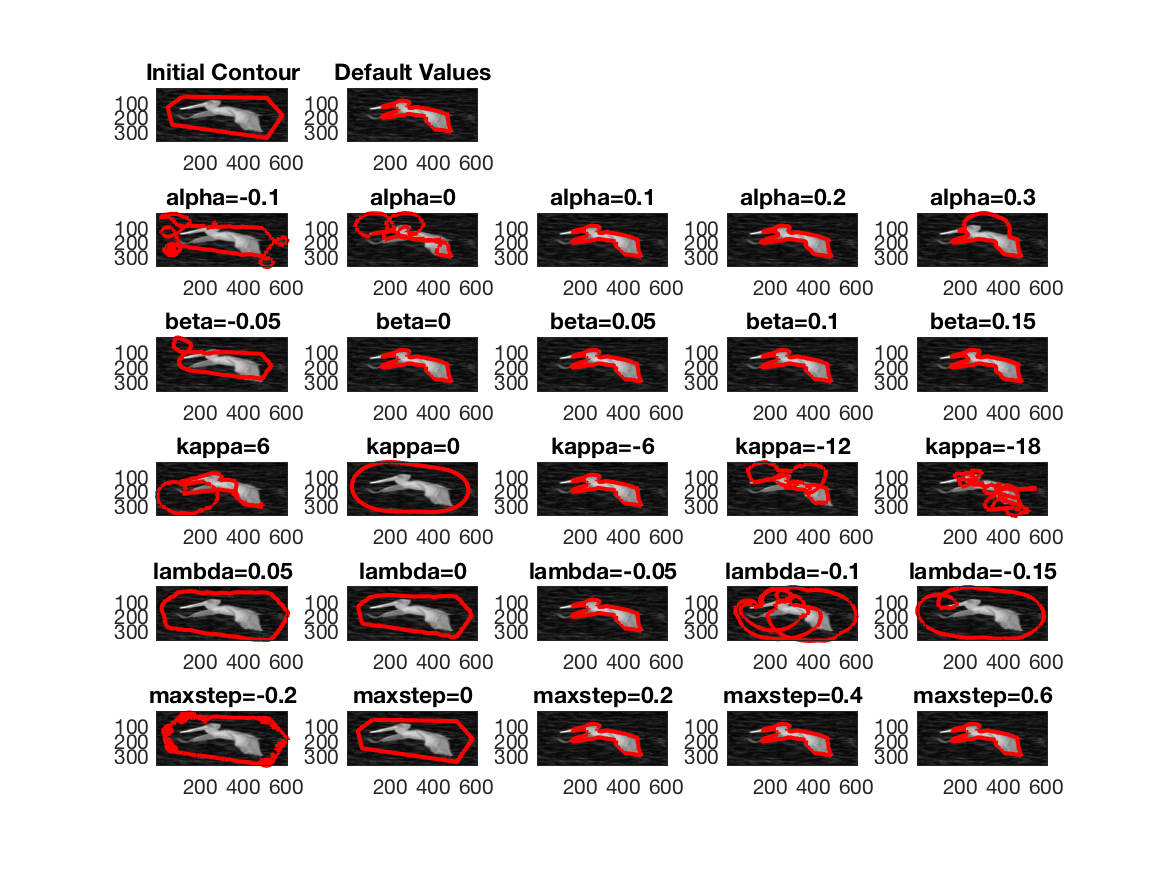 Initial Contour Default Values
100 100
200 200
300 300
200 400 600 200 400 600
alpha=-0.1 alpha=0 alpha=0.1 alpha=0.2 alpha=0.3
100 100 100 100 100
200 200 200 200 200
300 300 300 300 300
200 400 600 200 400 600 200 400 600 200 400 600 200 400 600
beta=-0.05 beta=0 beta=0.05 beta=0.1 beta=0.15
100 100 100 100 100
200 200 200 200 200
300 300 300 300 300
200 400 600 200 400 600 200 400 600 200 400 600 200 400 600
kappa=6 kappa=0 kappa=-6 kappa=-12 kappa=-18
100 100 100 100 100
200 200 200 200 200
300 300 300 300 300
200 400 600 200 400 600 200 400 600 200 400 600 200 400 600
lambda=0.05 lambda=0 lambda=-0.05 lambda=-0.1 lambda=-0.15
100 100 100 100 100
200 200 200 200 200
300 300 300 300 300
200 400 600 200 400 600 200 400 600 200 400 600 200 400 600
maxstep=-0.2 maxstep=0 maxstep=0.2 maxstep=0.4 maxstep=0.6
100 100 100 100 100
200 200 200 200 200
300 300 300 300 300
200 400 600 200 400 600 200 400 600 200 400 600 200 400 600